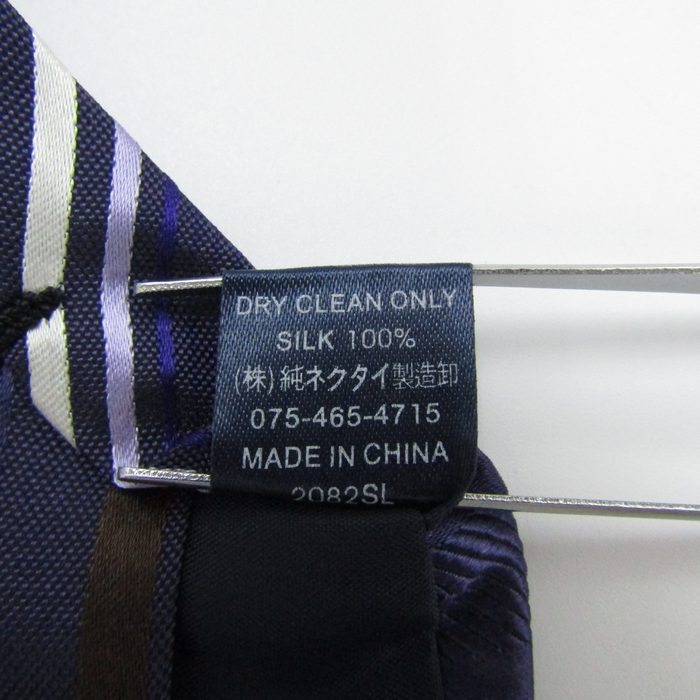 DRY CLEAN ONLY
SILK 100%
(株)純ネクタイ製造卸
075-465-4715
MADE IN CHINA
2082SL